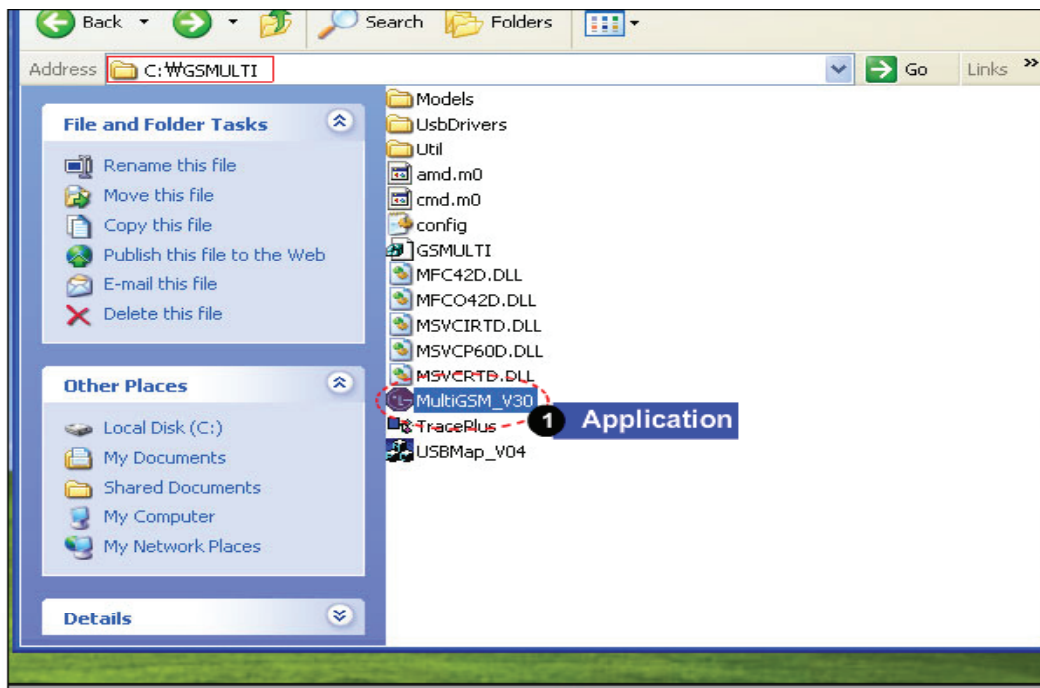 Back
Search
Folders
Address
C:₩GSMULTI
Go
Links »
File and Folder Tasks
Rename this file
Move this file
Copy this file
Publish this file to the Web
E-mail this file
Delete this file
Other Places
Local Disk (C:)
My Documents
Shared Documents
My Computer
My Network Places
Details
Models
UsbDrivers
Util
amd.m0
cmd.m0
config
GSMULTI
MFC42D.DLL
MFCO42D.DLL
MSVCIRTD.DLL
MSVCP60D.DLL
MSVCRTD.DLL
MultiGSM_V30
1 Application
TracePlus
USBMap_V04